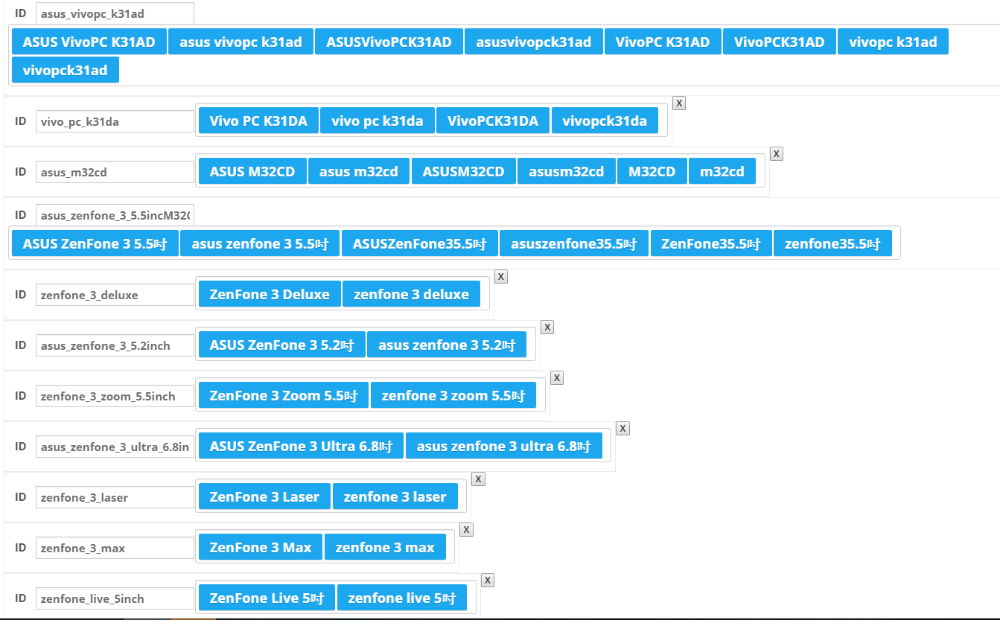 ID asus_vivopc_k31ad
ASUS VivoPC K31AD asus vivopc k31ad ASUSVivoPCK31AD asusvivopck31ad VivoPC K31AD VivoPCK31AD vivopc k31ad
vivopck31ad
X
ID vivo_pc_k31da Vivo PC K31DA vivo pc k31da VivoPCK31DA vivopck31da
X
ID asus_m32cd ASUS M32CD asus m32cd ASUSM32CD asusm32cd M32CD m32cd
ID asus_zenfone_3_5.5incM32C
ASUS ZenFone 3 5.5吋 asus zenfone 3 5.5吋 ASUSZenFone35.5吋 asuszenfone35.5吋 ZenFone35.5吋 zenfone35.5吋
X
ID zenfone_3_deluxe ZenFone 3 Deluxe zenfone 3 deluxe
X
ID asus_zenfone_3_5.2inch ASUS ZenFone 3 5.2吋 asus zenfone 3 5.2吋
X
ID zenfone_3_zoom_5.5inch ZenFone 3 Zoom 5.5吋 zenfone 3 zoom 5.5吋
X
ID asus_zenfone_3_ultra_6.8in ASUS ZenFone 3 Ultra 6.8吋 asus zenfone 3 ultra 6.8吋
X
ID zenfone_3_laser ZenFone 3 Laser zenfone 3 laser
X
ID zenfone_3_max ZenFone 3 Max zenfone 3 max
X
ID zenfone_live_5inch ZenFone Live 5吋 zenfone live 5吋